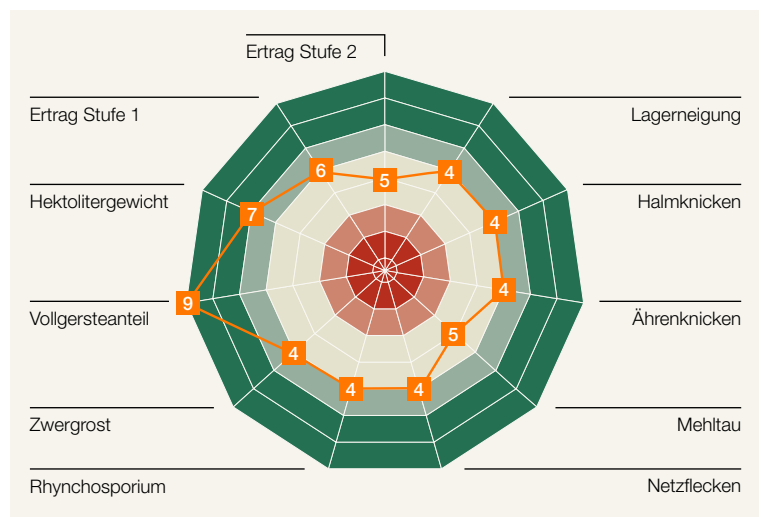 Ertrag Stufe 2
Ertrag Stufe 1
Lagerneigung
6
5
4
Hektolitergewicht
Halmknicken
7
4
9
4
Vollgersteanteil
Ährenknicken
5
4
4
4
Zwergrost
Mehltau
Rhynchosporium
Netzflecken